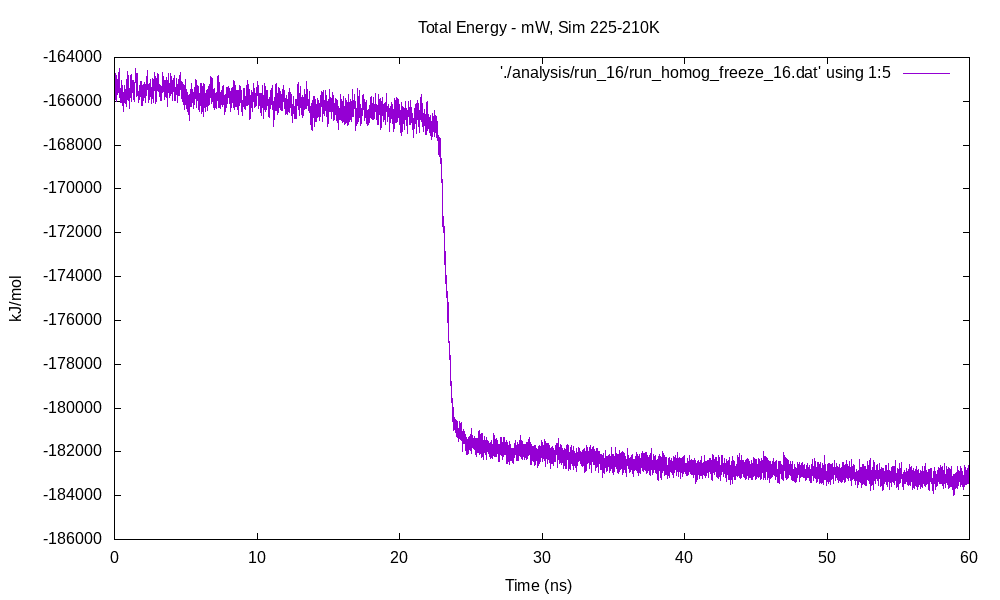 Total Energy - mW, Sim 225-210K
'./analysis/run_16/run_homog_freeze_16.dat' using 1:5
-164000
-166000
-168000
-170000
-172000
-174000
-176000
-178000
-180000
-182000
-184000
-186000
kJ/mol
0 10 20 30 40 50 60
Time (ns)